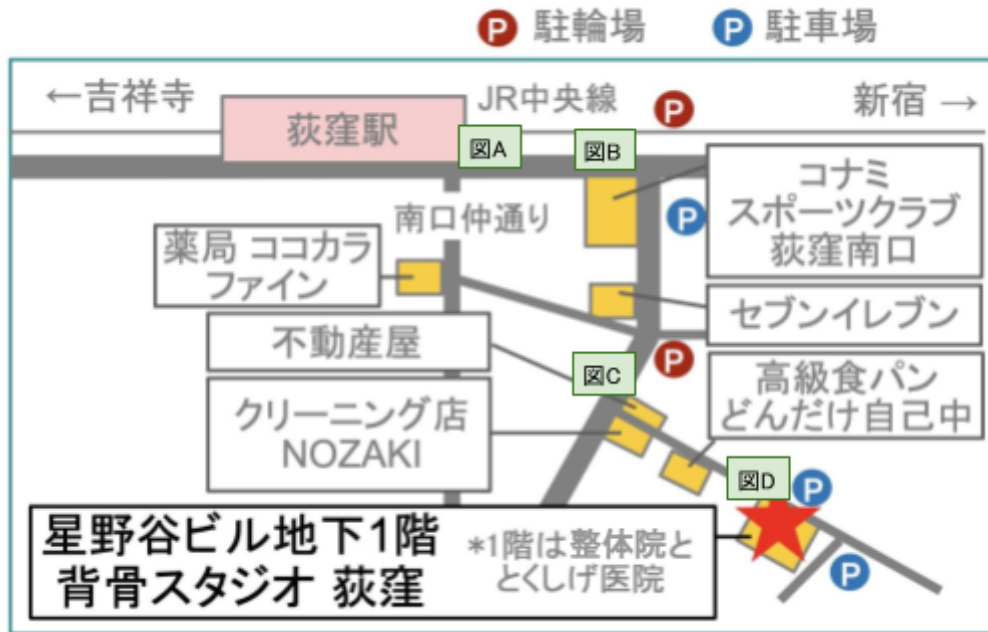 P 駐輪場 P 駐車場
←吉祥寺
JR中央線
P
新宿→
荻窪駅
図A
図B
コナミ
スポーツクラブ
荻窪南口
P
南口仲通り
薬局 ココカラ
ファイン
セブンイレブン
不動産屋
P
図C
高級食パン
どんだけ自己中
クリーニング店
NOZAKI
図D
P
星野谷ビル地下1階
背骨スタジオ 荻窪
*1階は整体院と
とくしげ医院
P